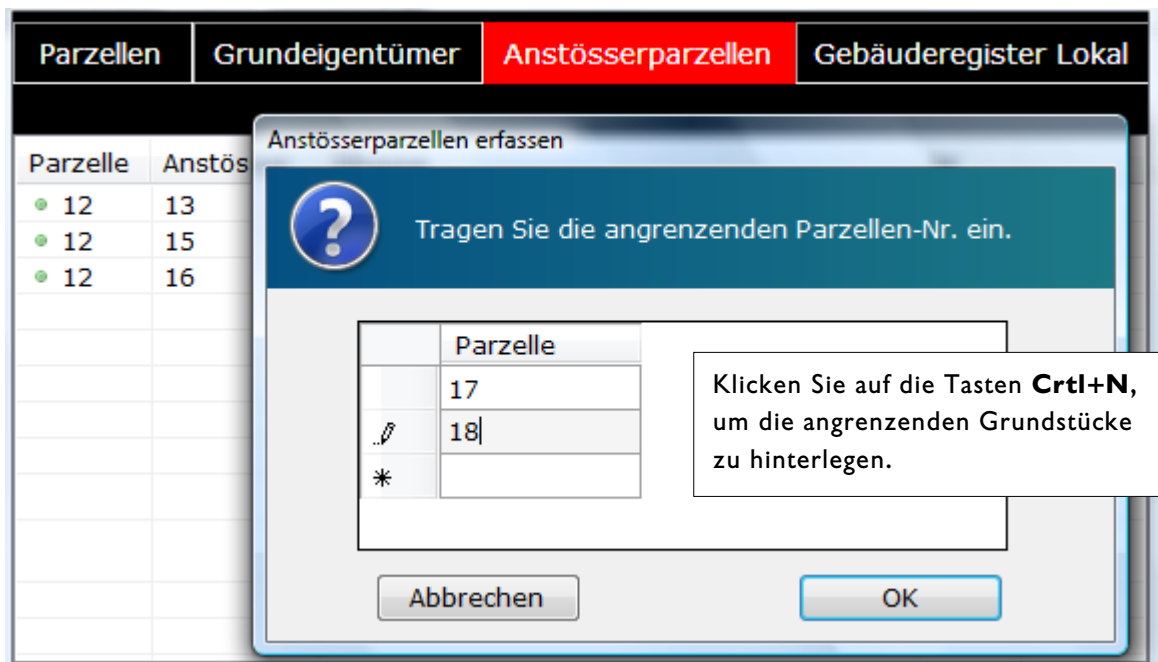 Parzellen Grundeigentümer Anstösserparzellen Gebäuderegister Lokal
Anstösserparzellen erfassen
Parzelle Anstös
12 13
12 15
12 16
Tragen Sie die angrenzenden Parzellen-Nr. ein.
Parzelle
17
18
Klicken Sie auf die Tasten Crtl+N,
um die angrenzenden Grundstücke
zu hinterlegen.
Abbrechen OK